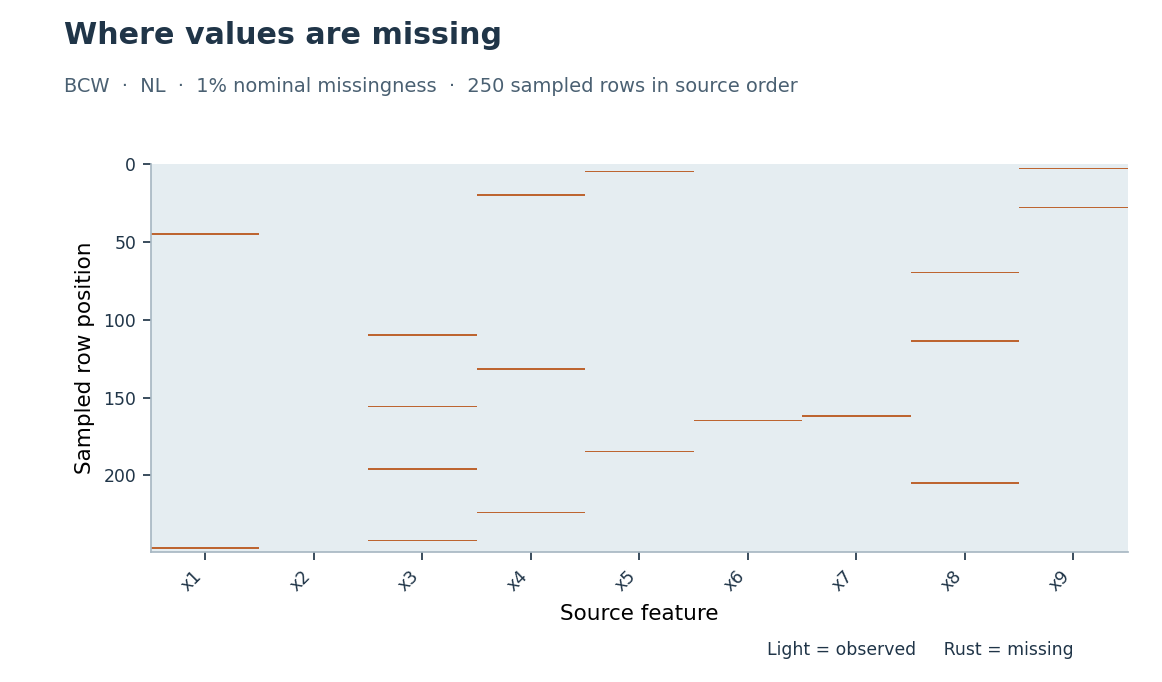 Where values are missing
BCW · NL · 1% nominal missingness · 250 sampled rows in source order
0
50
100
150
200
Sampled row position
x1 x2 x3 x4 x5 x6 x7 x8 x9
Source feature
Light = observed Rust = missing